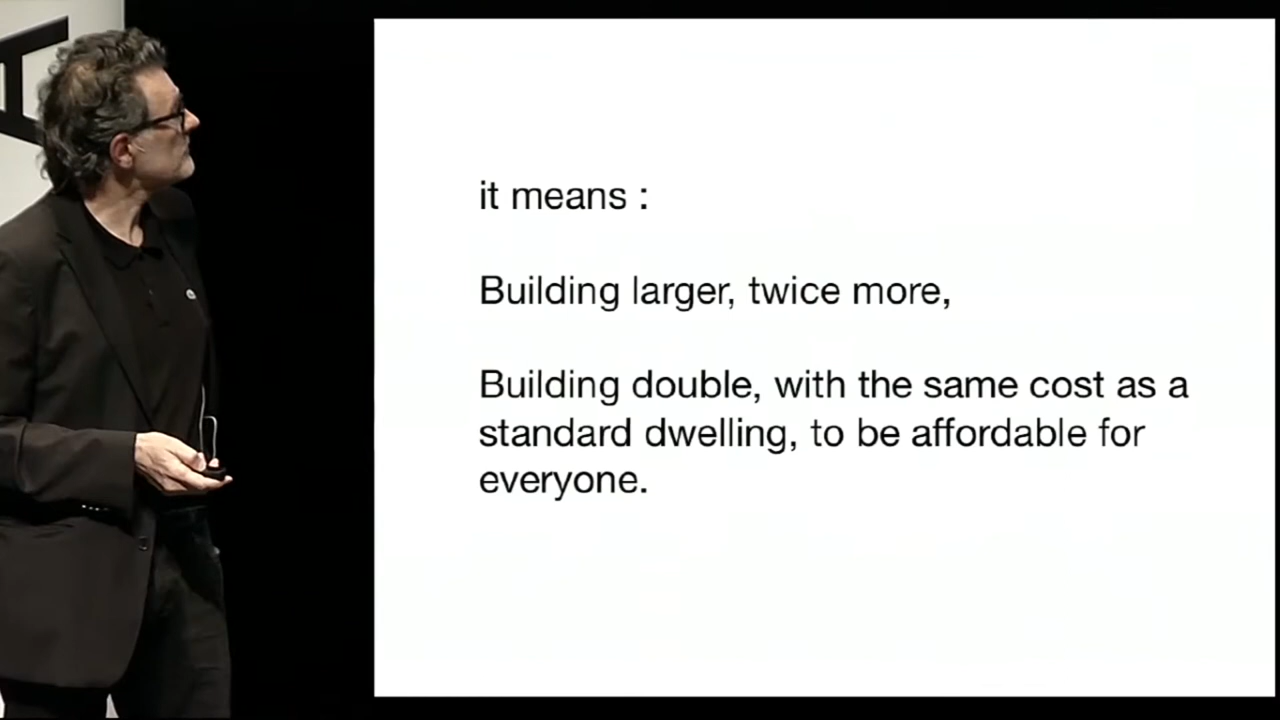 A
it means :
Building larger, twice more,
Building double, with the same cost as a
standard dwelling, to be affordable for
everyone.